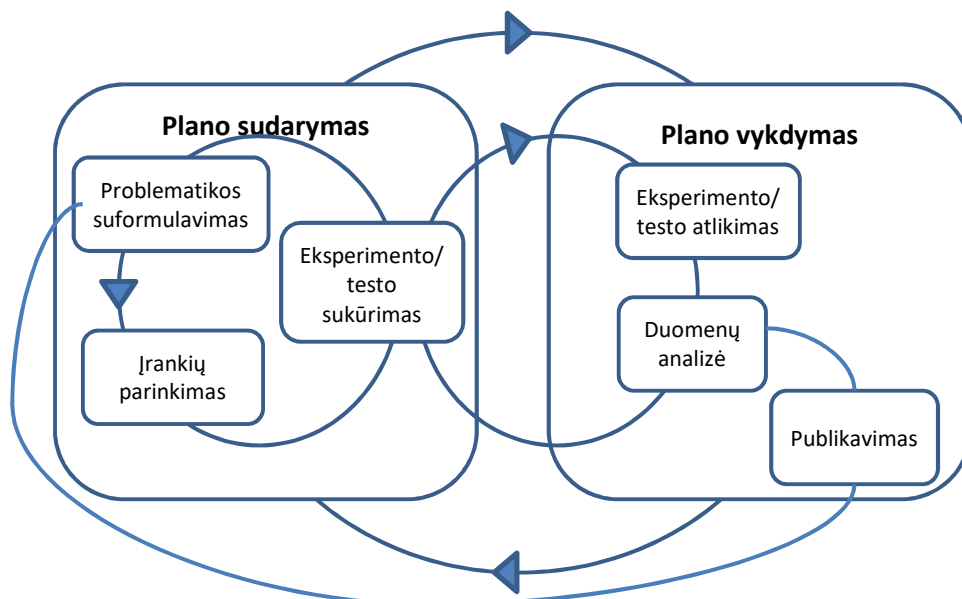 Plano sudarymas
Problematikos
suformulavimas
Eksperimento/
testo
sukūrimas
Įrankių
parinkimas
Plano vykdymas
Eksperimento/
testo atlikimas
Duomenų
analizė
Publikavimas